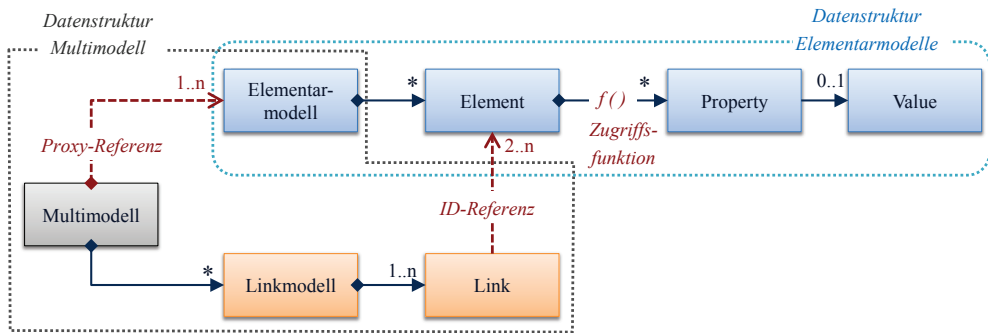 Datenstruktur
Multimodell
Datenstruktur
Elementarmodelle
1..n
Elementar-
modell
*
Element
f ( )
*
Property
0..1
Value
Zugriffs-
funktion
Proxy-Referenz
2..n
Multimodell
ID-Referenz
*
Linkmodell
1..n
Link